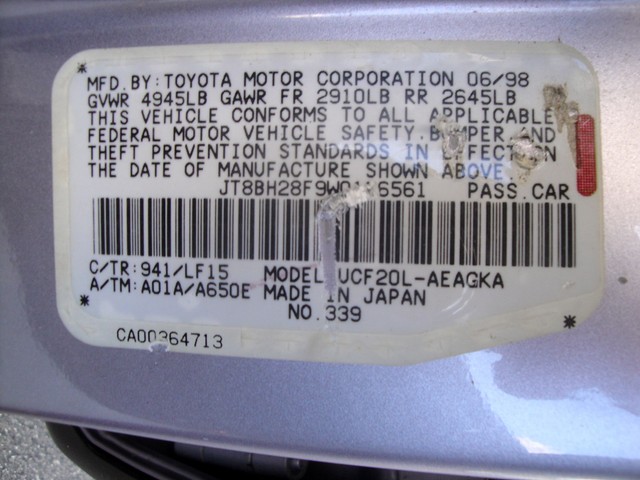 MFD. BY: TOYOTA MOTOR CORPORATION 06/98
GVWR 4945LB GAWR FR 2910LB RR 2645LB
THIS VEHICLE CONFORMS TO ALL APPLICABLE
FEDERAL MOTOR VEHICLE SAFETY, BUMPER, AND
THEFT PREVENTION STANDARDS IN EFFECT ON
THE DATE OF MANUFACTURE SHOWN ABOVE.
PASS. CAR
C/TR: 941/LF15 MODEL: UCF20L-AEAGKA
A/TM: A01A/A650E MADE IN JAPAN
NO. 339
CA00364713